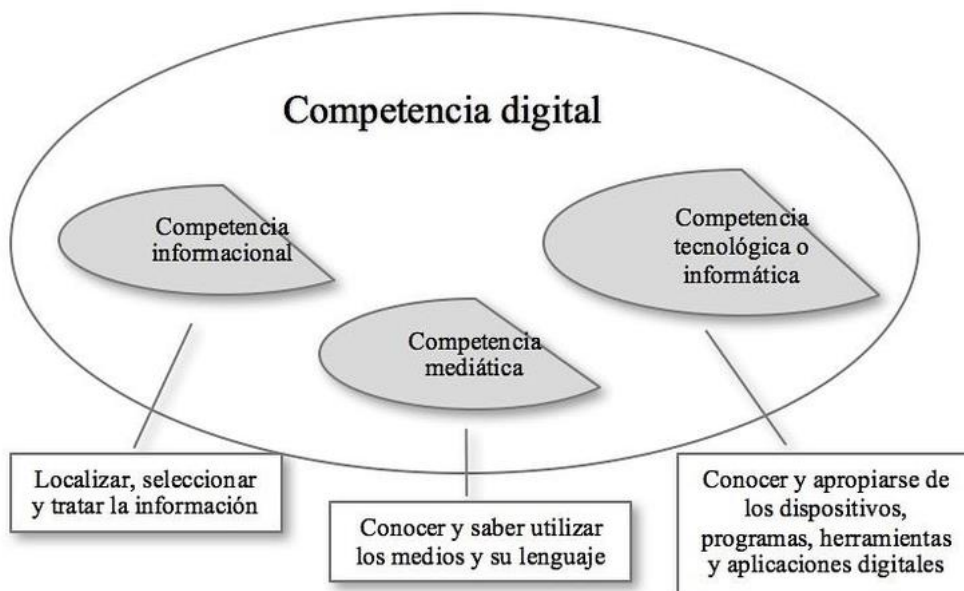 Competencia digital
Competencia
informacional
Competencia
tecnológica o
informática
Competencia
mediática
Localizar, seleccionar
y tratar la información
Conocer y saber utilizar
los medios y su lenguaje
Conocer y apropiarse de
los dispositivos,
programas, herramientas
y aplicaciones digitales